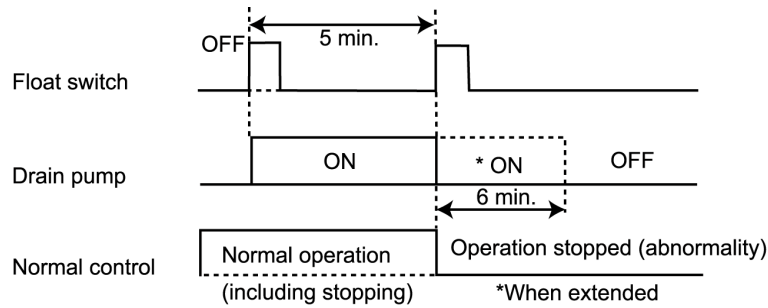 OFF
5 min.
Float switch
Drain pump
ON
* ON
OFF
6 min.
Normal control
Normal operation
(including stopping)
Operation stopped (abnormality)
*When extended